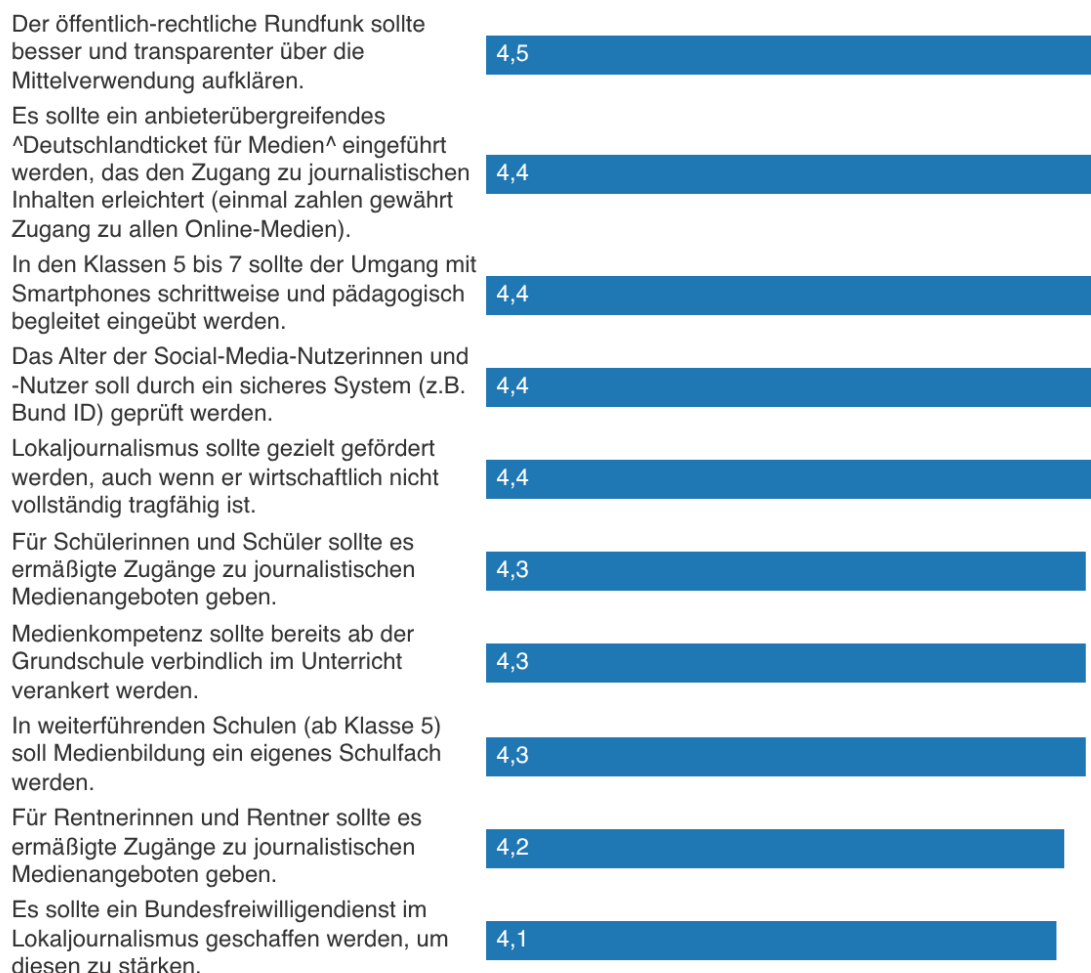 Der öffentlich-rechtliche Rundfunk sollte
besser und transparenter über die
Mittelverwendung aufklären.
4,5
Es sollte ein anbieterübergreifendes
^Deutschlandticket für Medien^ eingeführt
werden, das den Zugang zu journalistischen
Inhalten erleichtert (einmal zahlen gewährt
Zugang zu allen Online-Medien).
4,4
In den Klassen 5 bis 7 sollte der Umgang mit
Smartphones schrittweise und pädagogisch
begleitet eingeübt werden.
4,4
Das Alter der Social-Media-Nutzerinnen und
-Nutzer soll durch ein sicheres System (z.B.
Bund ID) geprüft werden.
4,4
Lokaljournalismus sollte gezielt gefördert
werden, auch wenn er wirtschaftlich nicht
vollständig tragfähig ist.
4,4
Für Schülerinnen und Schüler sollte es
ermäßigte Zugänge zu journalistischen
Medienangeboten geben.
4,3
Medienkompetenz sollte bereits ab der
Grundschule verbindlich im Unterricht
verankert werden.
4,3
In weiterführenden Schulen (ab Klasse 5)
soll Medienbildung ein eigenes Schulfach
werden.
4,3
Für Rentnerinnen und Rentner sollte es
ermäßigte Zugänge zu journalistischen
Medienangeboten geben.
4,2
Es sollte ein Bundesfreiwilligendienst im
Lokaljournalismus geschaffen werden, um
diesen zu stärken.
4,1